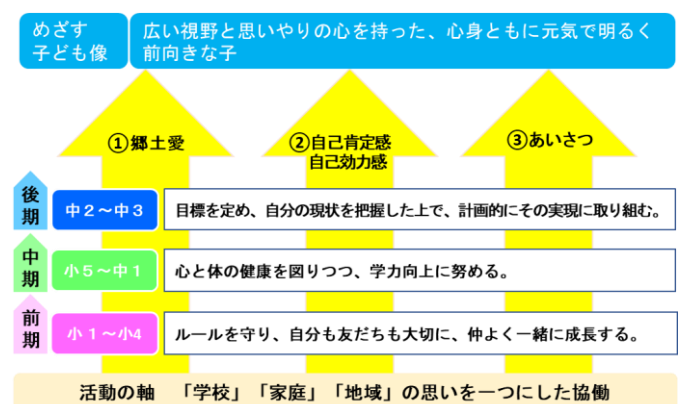 めざす
子ども像
広い視野と思いやりの心を持った、心身ともに元気で明るく
前向きな子
①郷土愛
②自己肯定感
自己効力感
③あいさつ
後期
中２～中３
目標を定め、自分の現状を把握した上で、計画的にその実現に取り組む。
中期
小５～中１
心と体の健康を図りつつ、学力向上に努める。
前期
小１～小4
ルールを守り、自分も友だちも大切に、仲よく一緒に成長する。
活動の軸　「学校」「家庭」「地域」の思いを一つにした協働